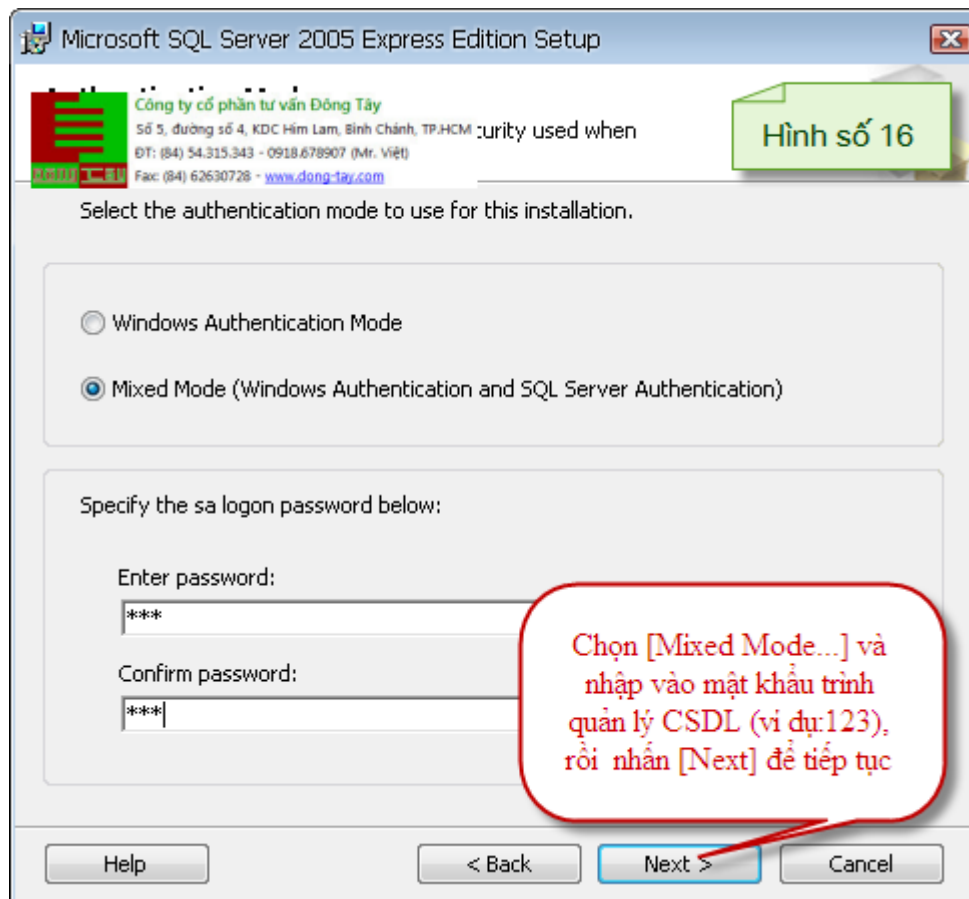 Microsoft SQL Server 2005 Express Edition Setup
Công ty cổ phần tư vấn Đông Tây
Số 5, đường số 4, KDC Him Lam, Bình Chánh, TP.HCM
curity used when
ĐT: (84) 54.315.343 - 0918.678907 (Mr. Việt)
Fax: (84) 62630728 - www.dong-tay.com
Hình số 16
Select the authentication mode to use for this installation.
Windows Authentication Mode
Mixed Mode (Windows Authentication and SQL Server Authentication)
Specify the sa logon password below:
Enter password:
***
Confirm password:
***
Chọn [Mixed Mode...] và
nhập vào mật khẩu trình
quản lý CSDL (ví dụ:123),
rồi nhấn [Next] để tiếp tục
Help
< Back
Next >
Cancel